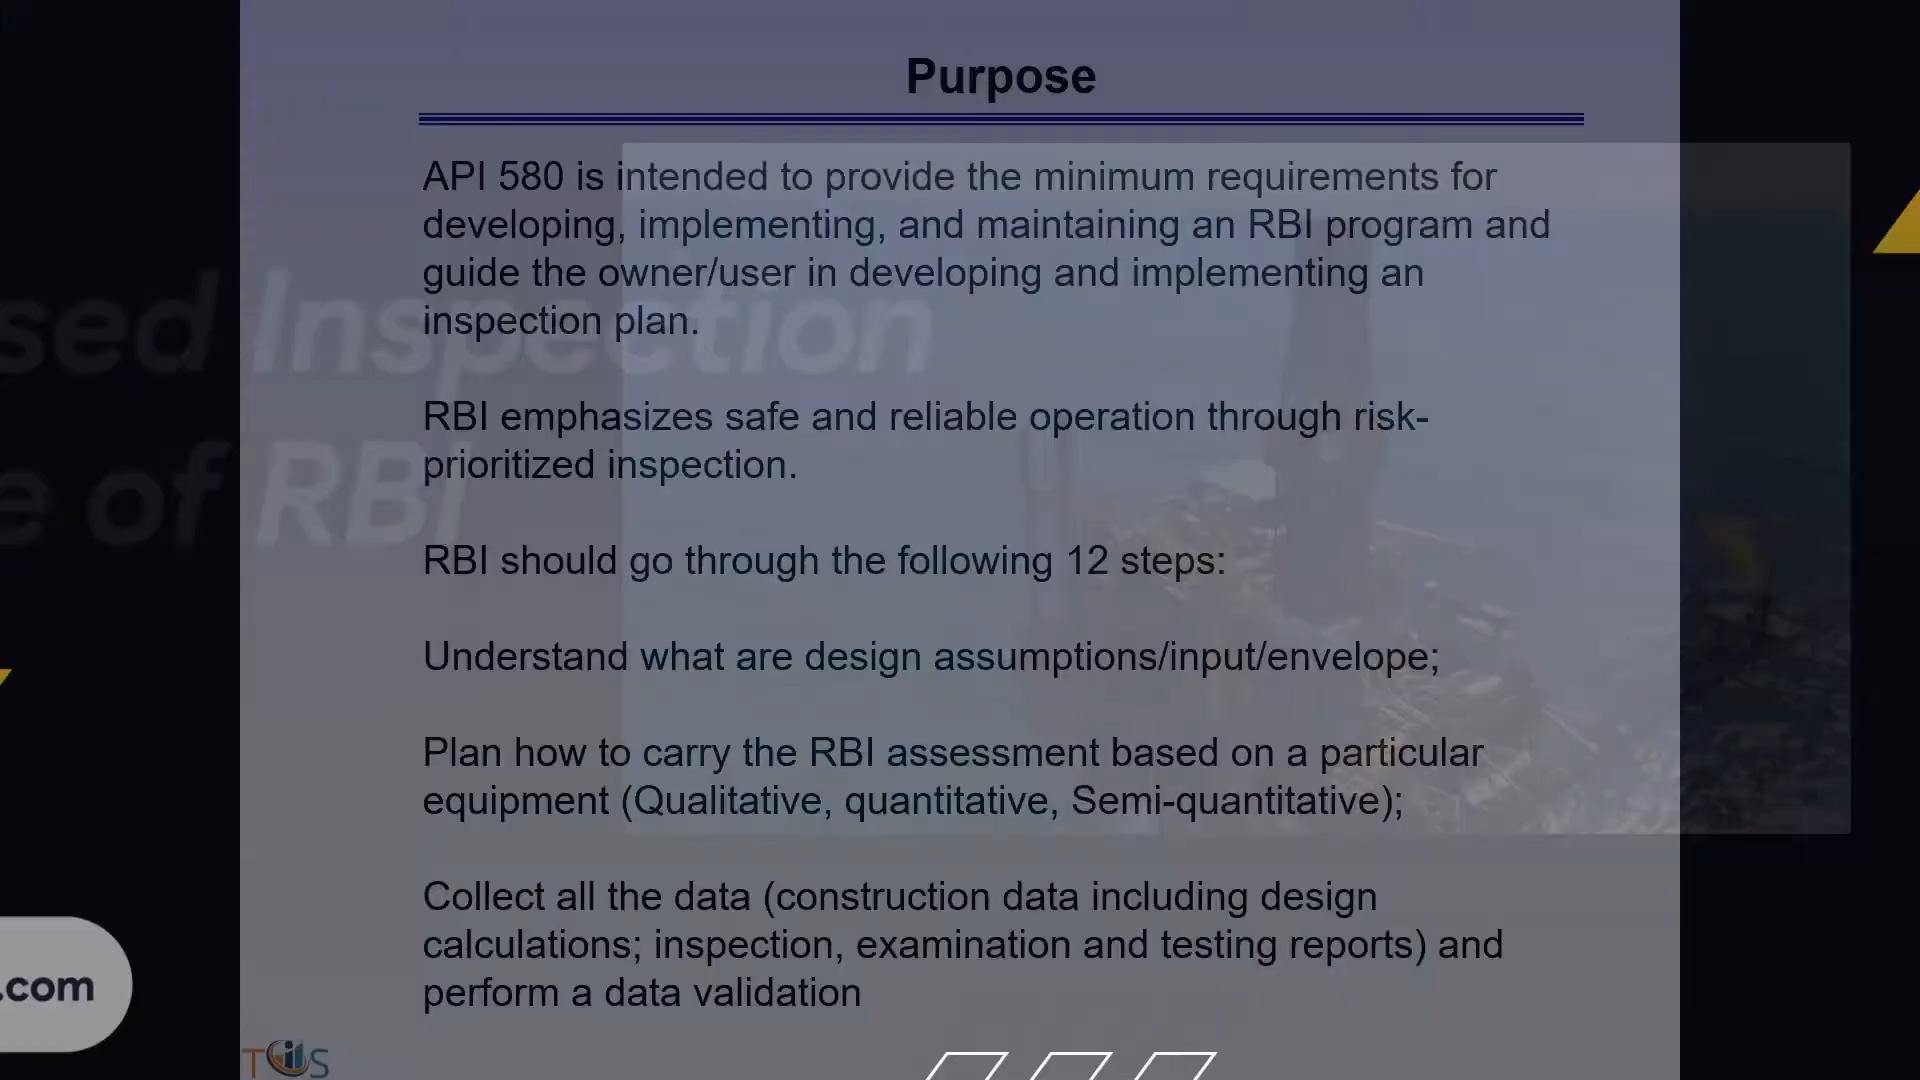 Purpose
API 580 is intended to provide the minimum requirements for
developing, implementing, and maintaining an RBI program and
guide the owner/user in developing and implementing an
inspection plan.
sed Inspection
RBI emphasizes safe and reliable operation through risk-
prioritized inspection.
e of RBI
RBI should go through the following 12 steps:
Understand what are design assumptions/input/envelope;
Plan how to carry the RBI assessment based on a particular
equipment (Qualitative, quantitative, Semi-quantitative);
Collect all the data (construction data including design
calculations; inspection, examination and testing reports) and
perform a data validation
.com